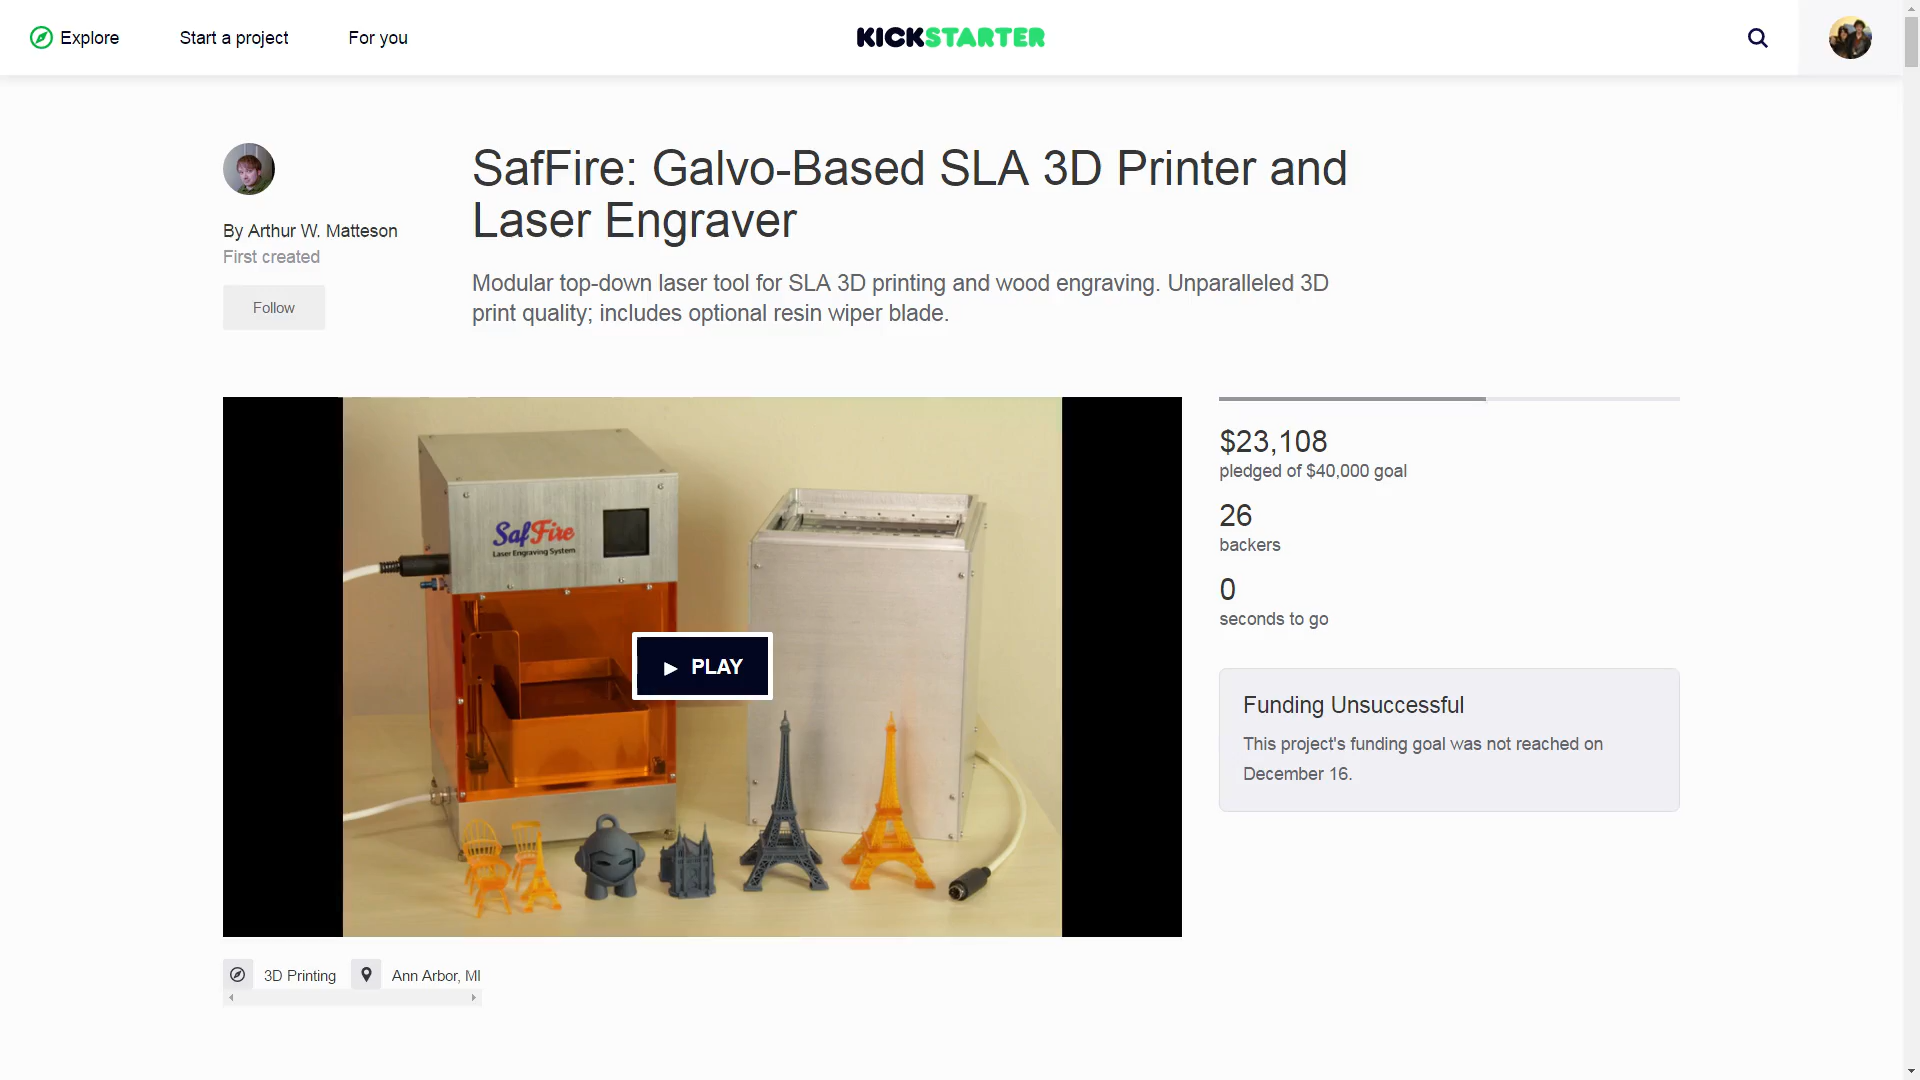 Explore
Start a project
For you
KICKSTARTER
SafFire: Galvo-Based SLA 3D Printer and
Laser Engraver
By Arthur W. Matteson
First created
Follow
Modular top-down laser tool for SLA 3D printing and wood engraving. Unparalleled 3D
print quality; includes optional resin wiper blade.
SafFire
Laser Engraving System
PLAY
$23,108
pledged of $40,000 goal
26
backers
0
seconds to go
Funding Unsuccessful
This project's funding goal was not reached on
December 16.
3D Printing
Ann Arbor, MI